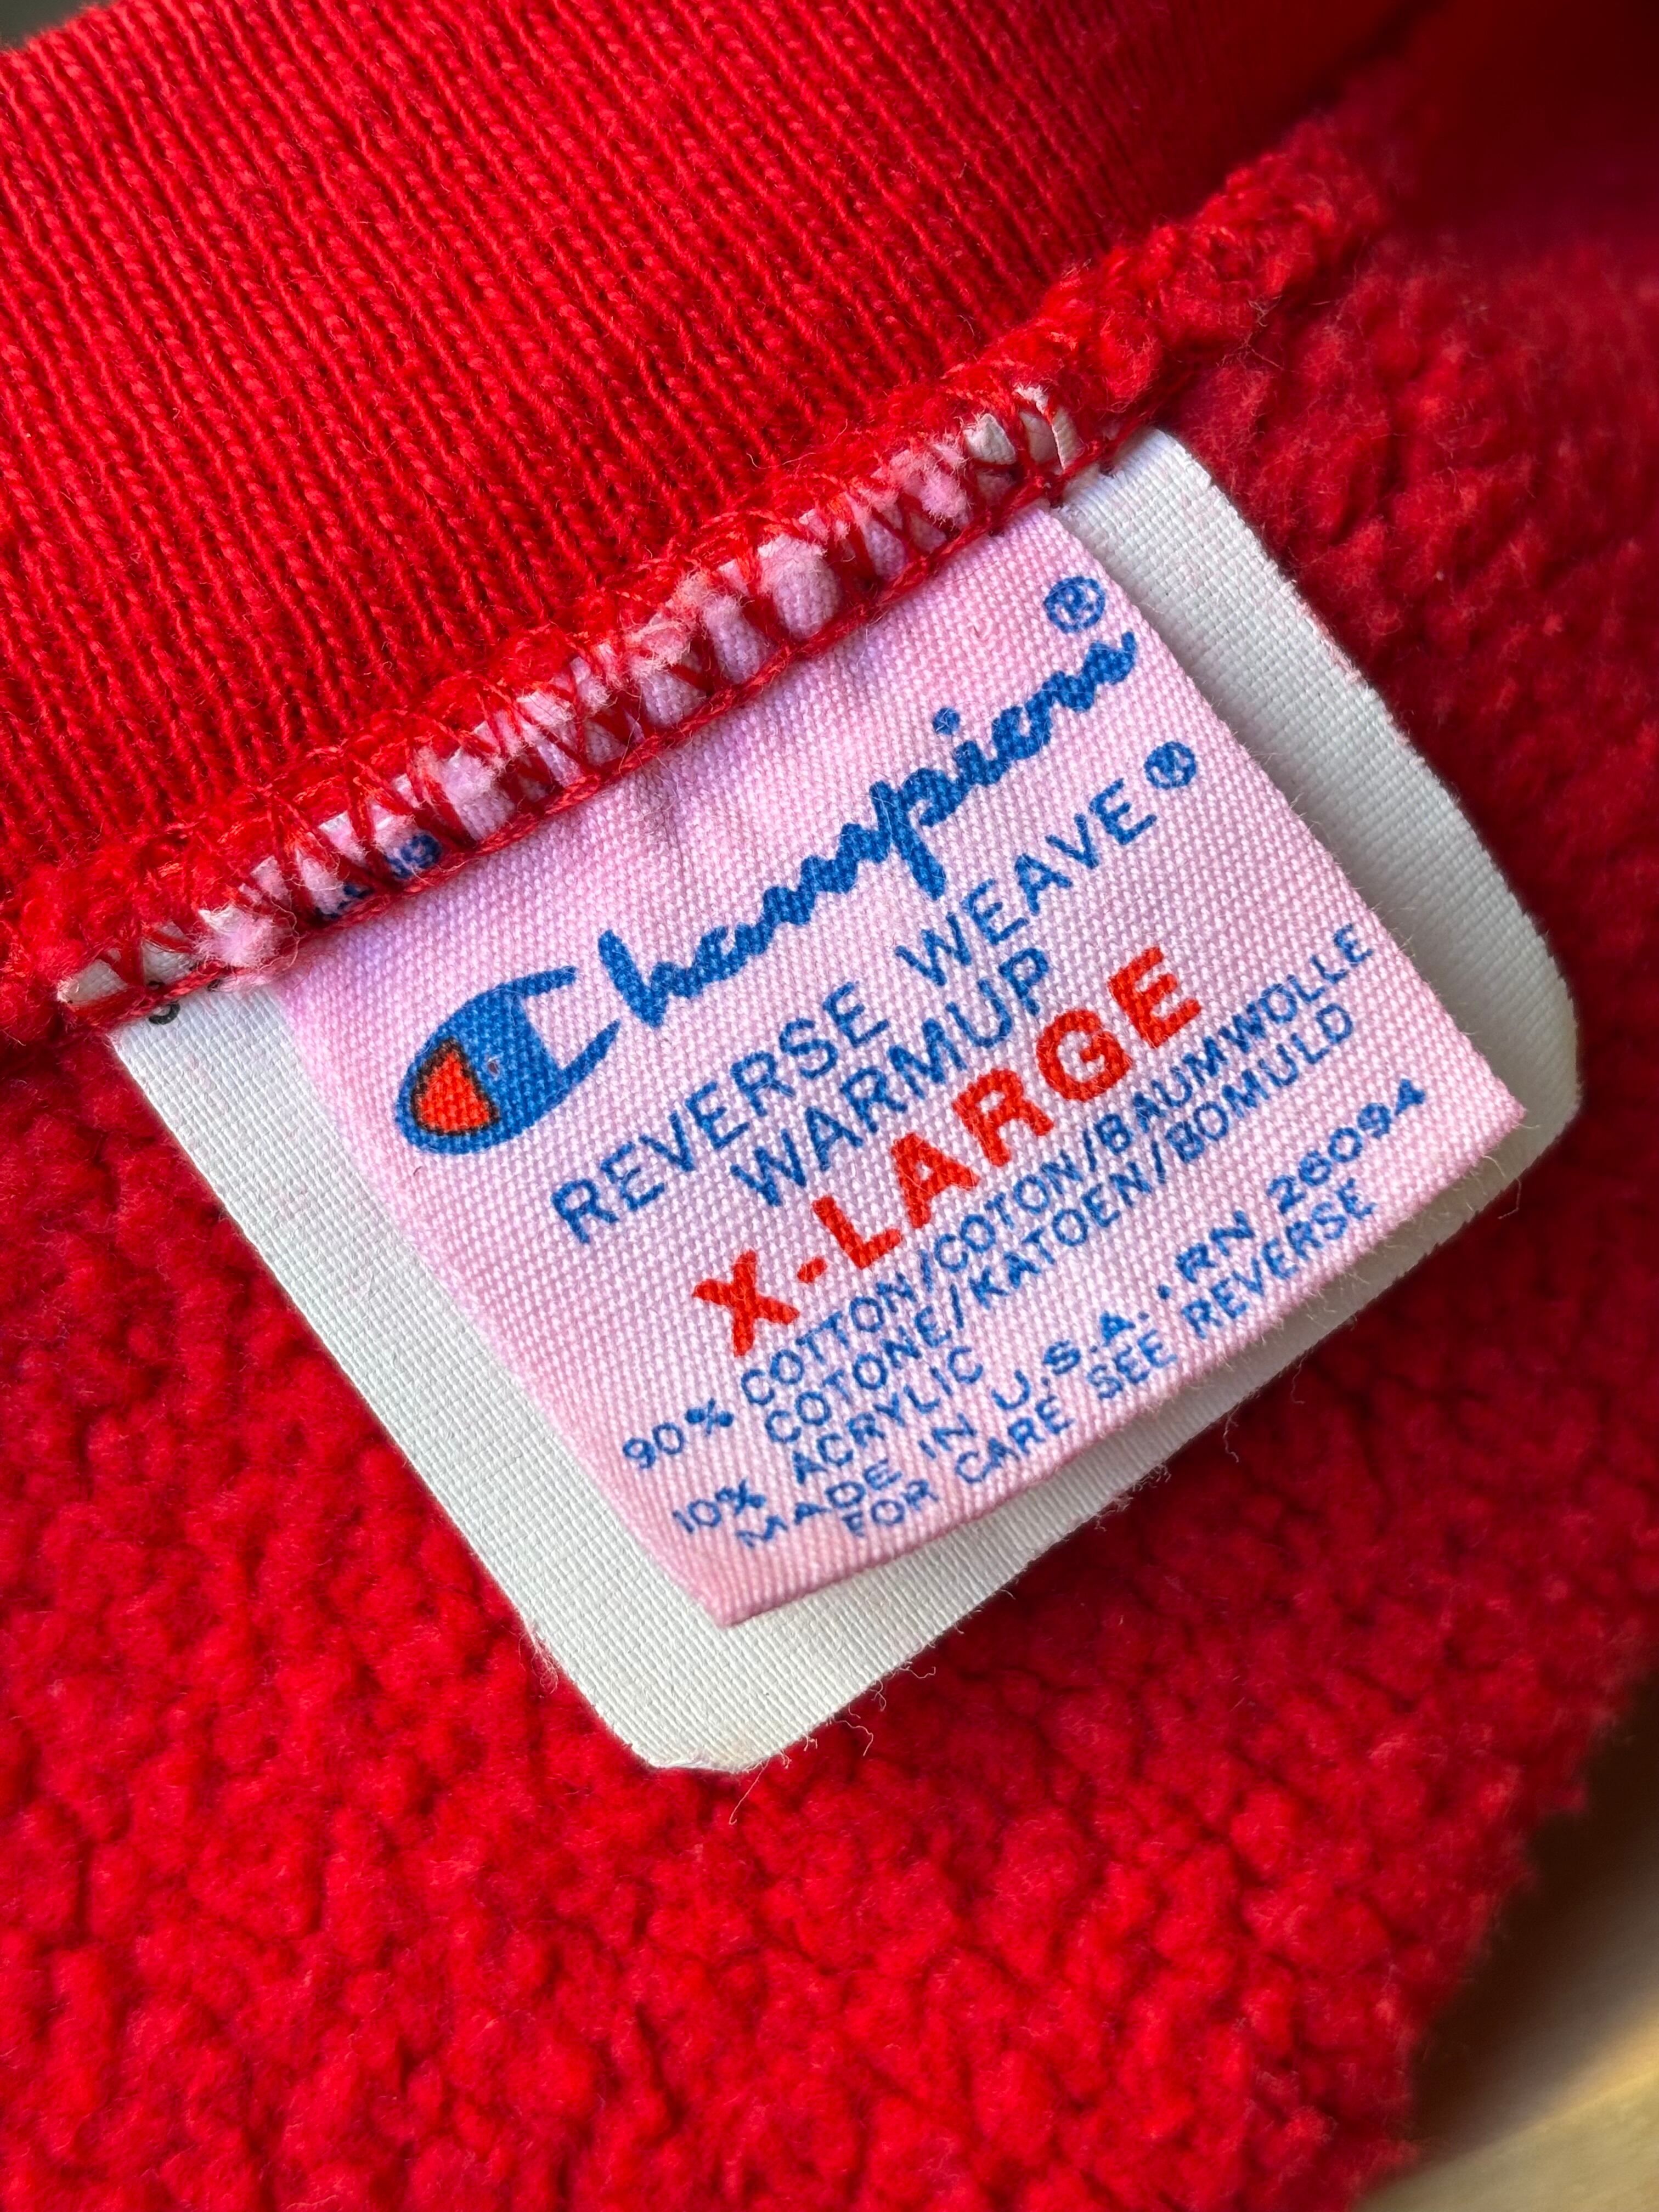 Champion®
REVERSE WEAVE®
WARMUP
X-LARGE
90% COTTON/COTON/BAUMWOLLE
COTONE/KATOEN/BOMULD
10% ACRYLIC
MADE IN U.S.A. • RN 26094
FOR CARE SEE REVERSE